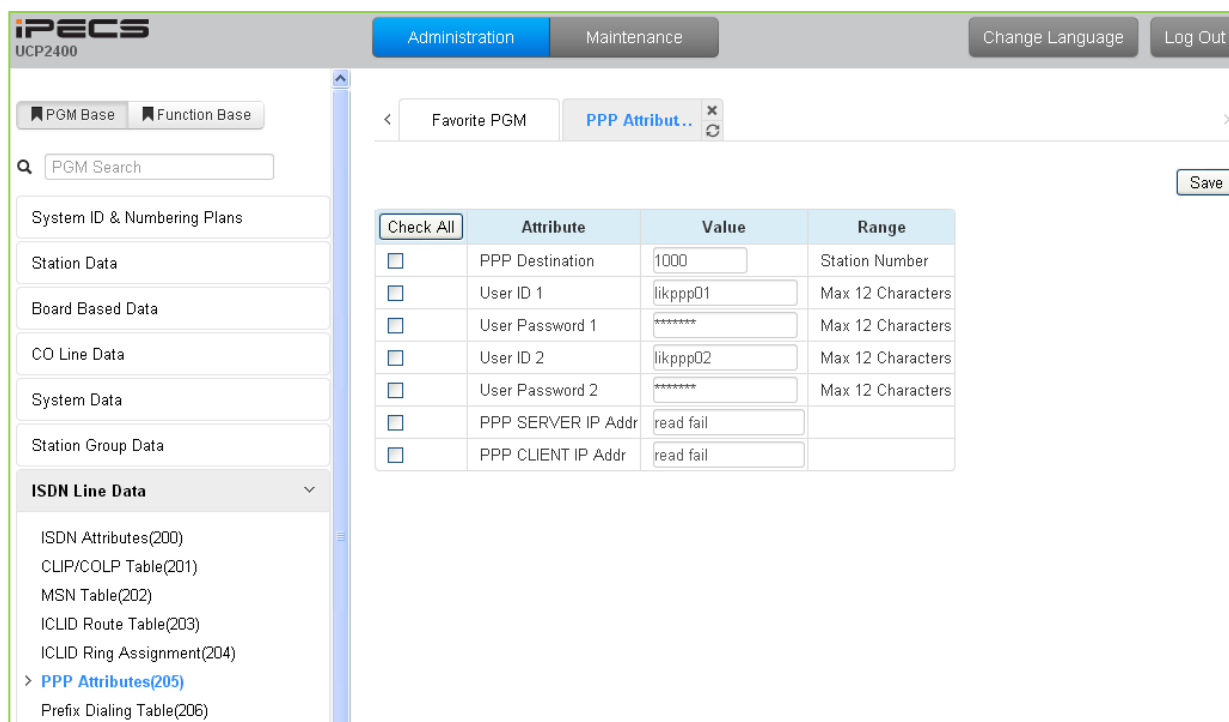 iPECS
UCP2400
Administration
Maintenance
Change Language
Log Out
PGM Base
Function Base
PGM Search
System ID & Numbering Plans
Station Data
Board Based Data
CO Line Data
System Data
Station Group Data
ISDN Line Data
ISDN Attributes(200)
CLIP/COLP Table(201)
MSN Table(202)
ICLID Route Table(203)
ICLID Ring Assignment(204)
PPP Attributes(205)
Prefix Dialing Table(206)
Favorite PGM
PPP Attribut...
Save
Check All Attribute Value Range
PPP Destination 1000 Station Number
User ID 1 likppp01 Max 12 Characters
User Password 1 ******* Max 12 Characters
User ID 2 likppp02 Max 12 Characters
User Password 2 ******* Max 12 Characters
PPP SERVER IP Addr read fail
PPP CLIENT IP Addr read fail